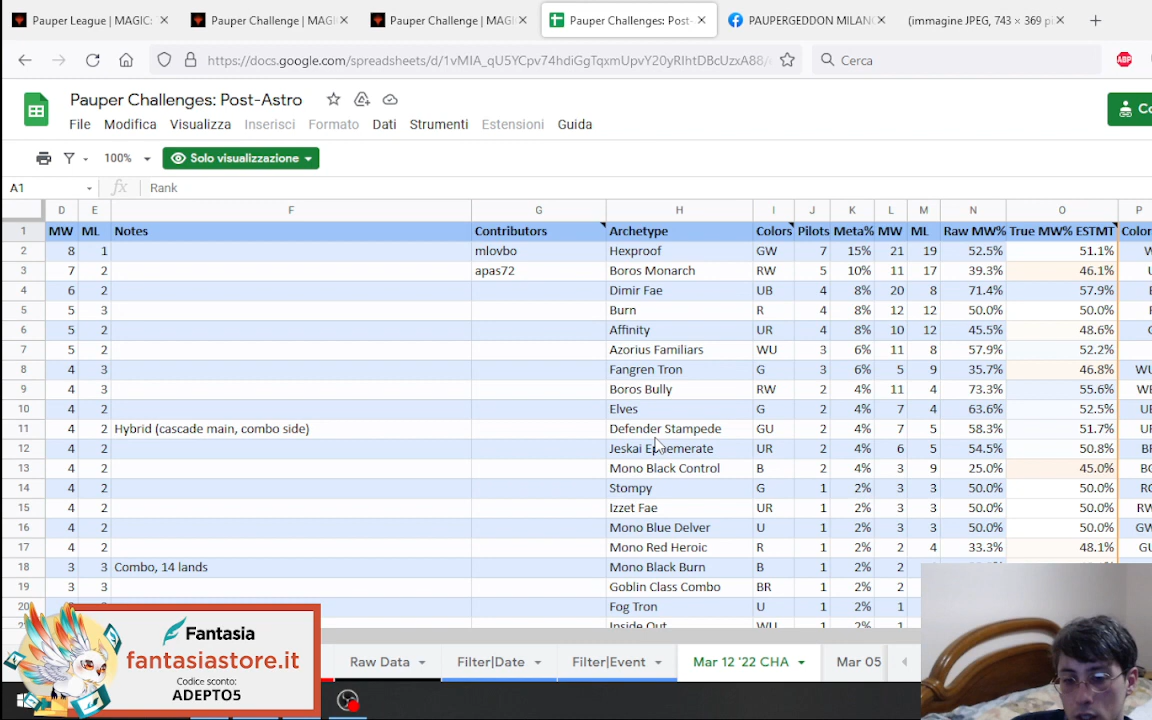 Pauper League | MAGIC: × Pauper Challenge | MAGI × Pauper Challenge | MAGI × Pauper Challenges: Post- × PAUPERGEDDON MILAN × (immagine JPEG, 743 × 369 pi × +
https://docs.google.com/spreadsheets/d/1vMIA_qU5YCpv74hdiGgTqxmUpvY20yRIhtDBcUzxA88/ Cerca ABP
Pauper Challenges: Post-Astro
File Modifica Visualizza Inserisci Formato Dati Strumenti Estensioni Guida
100% Solo visualizzazione
A1 fx Rank
D E F G H I J K L M N O P
1 MW ML Notes Contributors Archetype Colors Pilots Meta% MW ML Raw MW% True MW% ESTMT Color
2 8 1 mlovbo Hexproof GW 7 15% 21 19 52.5% 51.1%
3 7 2 apas72 Boros Monarch RW 5 10% 11 17 39.3% 46.1%
4 6 2 Dimir Fae UB 4 8% 20 8 71.4% 57.9%
5 5 3 Burn R 4 8% 12 12 50.0% 50.0%
6 5 2 Affinity UR 4 8% 10 12 45.5% 48.6%
7 5 2 Azorius Familiars WU 3 6% 11 8 57.9% 52.2%
8 4 3 Fangren Tron G 3 6% 5 9 35.7% 46.8% WU
9 4 3 Boros Bully RW 2 4% 11 4 73.3% 55.6%
10 4 2 Elves G 2 4% 7 4 63.6% 52.5%
11 4 2 Hybrid (cascade main, combo side) Defender Stampede GU 2 4% 7 5 58.3% 51.7%
12 4 2 Jeskai Ephemerate UR 2 4% 6 5 54.5% 50.8%
13 4 2 Mono Black Control B 2 4% 3 9 25.0% 45.0%
14 4 2 Stompy G 1 2% 3 3 50.0% 50.0%
15 4 2 Izzet Fae UR 1 2% 3 3 50.0% 50.0% RW
16 4 2 Mono Blue Delver U 1 2% 3 3 50.0% 50.0% GW
17 4 2 Mono Red Heroic R 1 2% 2 4 33.3% 48.1%
18 3 3 Combo, 14 lands Mono Black Burn B 1 2% 2
19 3 3 Goblin Class Combo BR 1 2% 2
20 Fog Tron U 1 2% 1
Inside Out WU
Raw Data Filter|Date Filter|Event Mar 12 '22 CHA Mar 05
Fantasia
fantasiastore.it
Codice sconto:
ADEPTO5